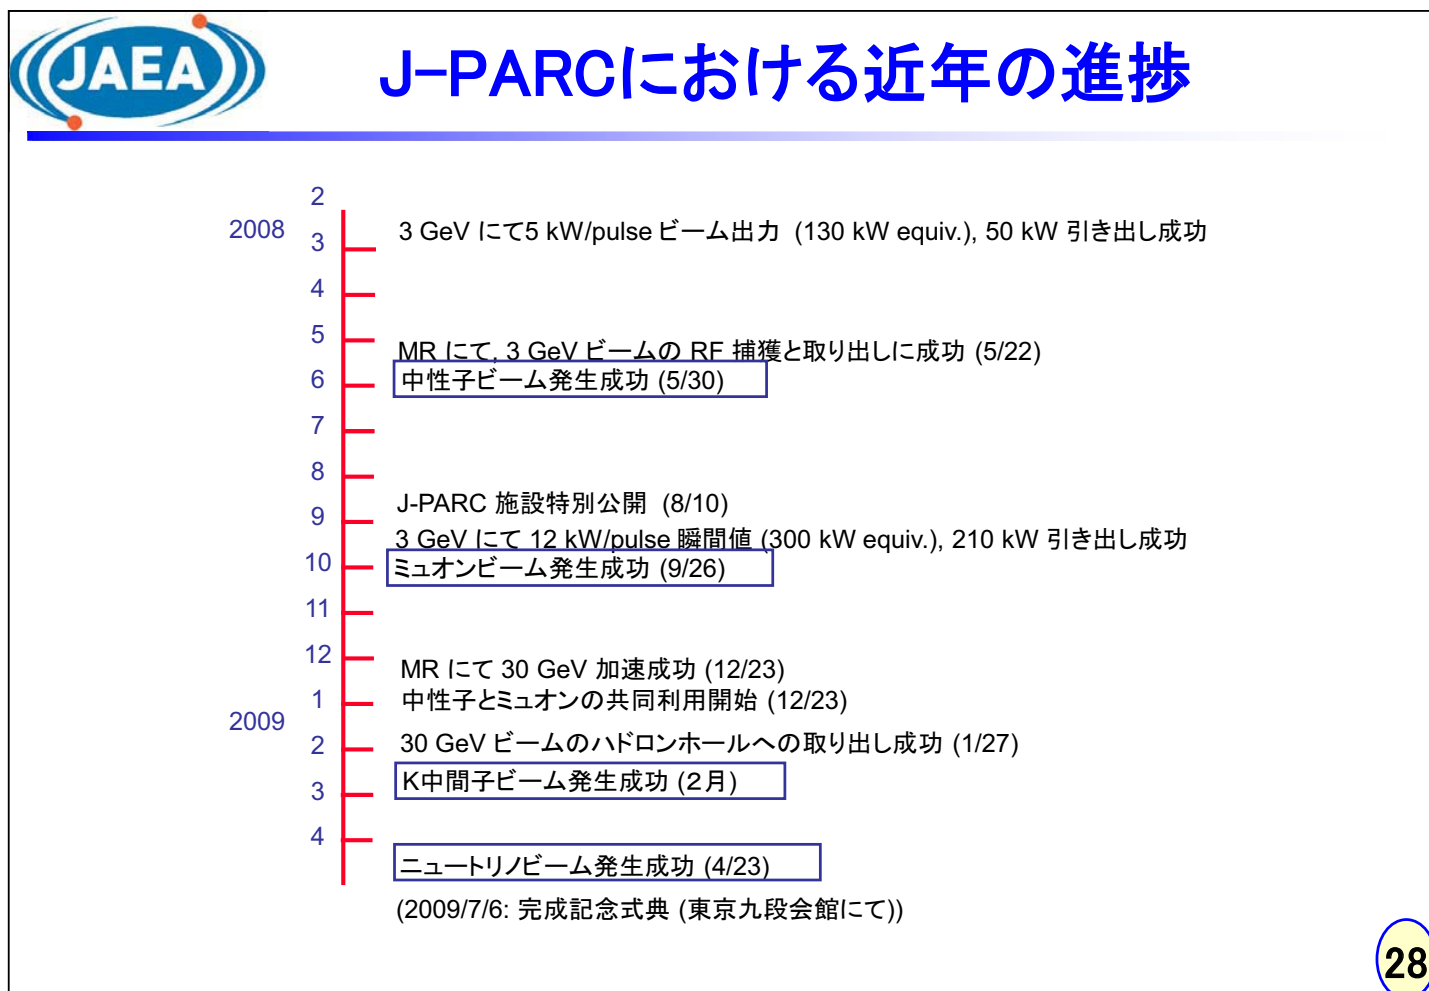 JAEA
J-PARCにおける近年の進捗
2
2008
3 GeV にて5 kW/pulse ビーム出力 (130 kW equiv.), 50 kW 引き出し成功
3
4
5
MR にて, 3 GeV ビームの RF 捕獲と取り出しに成功 (5/22)
6
中性子ビーム発生成功 (5/30)
7
8
J-PARC 施設特別公開 (8/10)
9
3 GeV にて 12 kW/pulse 瞬間値 (300 kW equiv.), 210 kW 引き出し成功
10
ミュオンビーム発生成功 (9/26)
11
12
MR にて 30 GeV 加速成功 (12/23)
1
中性子とミュオンの共同利用開始 (12/23)
2009
2
30 GeV ビームのハドロンホールへの取り出し成功 (1/27)
3
K中間子ビーム発生成功 (2月)
4
ニュートリノビーム発生成功 (4/23)
(2009/7/6: 完成記念式典 (東京九段会館にて))
28